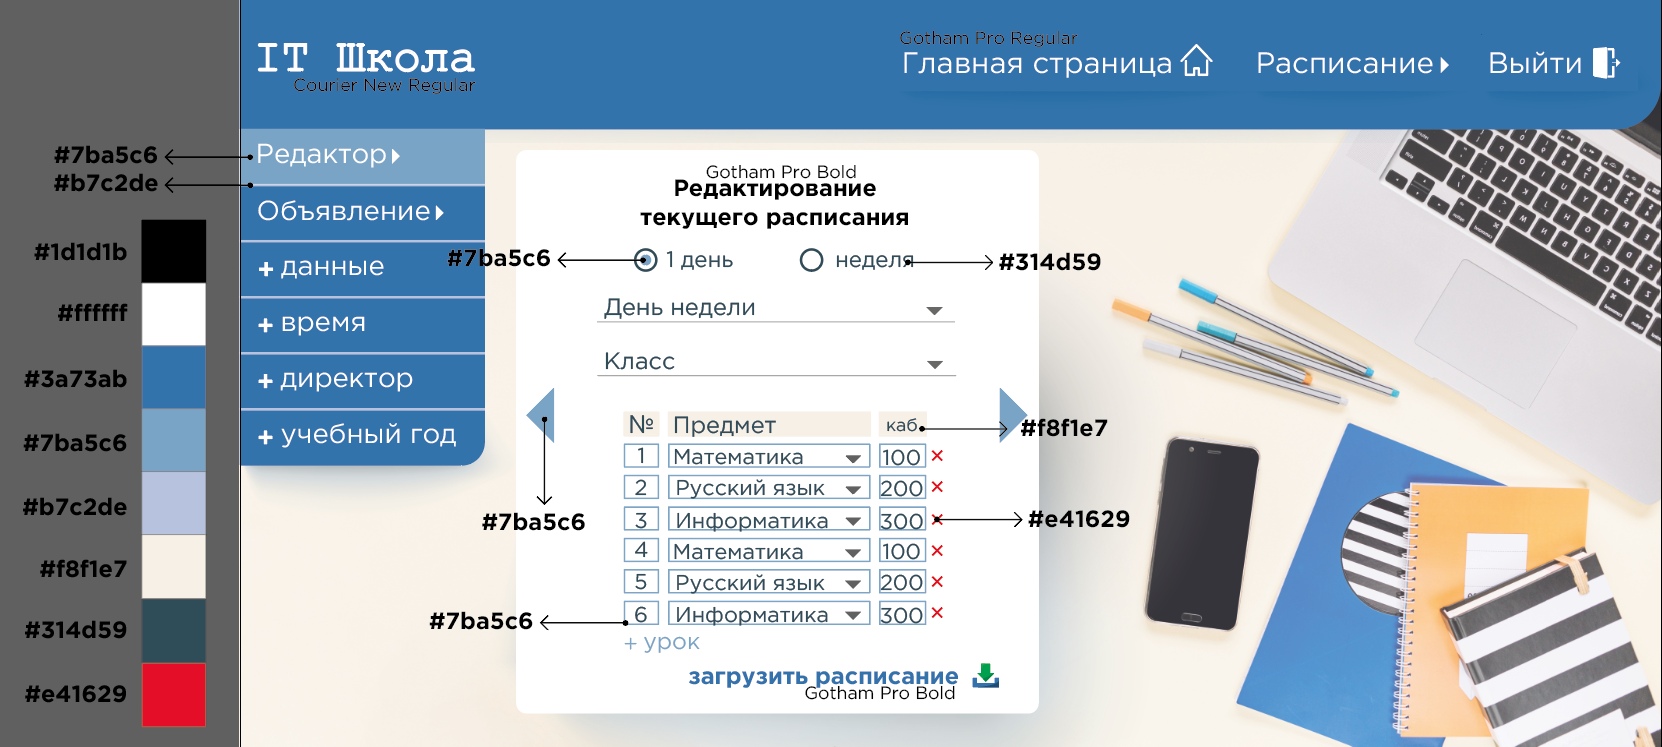 Gotham Pro Regular
IT Школа
Главная страница
Расписание
Выйти
Courier New Regular
#7ba5c6
#b7c2de
#1d1d1b
#ffffff
#3a73ab
#7ba5c6
#b7c2de
#f8f1e7
#314d59
#e41629
Редактор
Объявление
+ данные
+ время
+ директор
+ учебный год
Gotham Pro Bold
Редактирование
текущего расписания
#7ba5c6
1 день
неделя
#314d59
День недели
Класс
№ Предмет каб.
#f8f1e7
1 Математика 100 ×
2 Русский язык 200 ×
3 Информатика 300 ×
4 Математика 100 ×
5 Русский язык 200 ×
6 Информатика 300 ×
#7ba5c6
#e41629
#7ba5c6
+ урок
загрузить расписание
Gotham Pro Bold